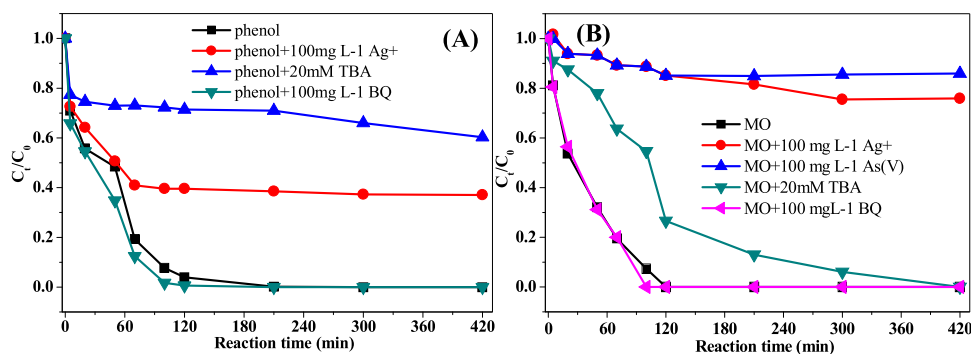 (A)
phenol
phenol+100mg L-1 Ag+
phenol+20mM TBA
phenol+100mg L-1 BQ
1.0
0.8
0.6
0.4
0.2
0.0
Ct/C0
0 60 120 180 240 300 360 420
Reaction time (min)
(B)
MO
MO+100 mg L-1 Ag+
MO+100 mg L-1 As(V)
MO+20mM TBA
MO+100 mgL-1 BQ
1.0
0.8
0.6
0.4
0.2
0.0
Ct/C0
0 60 120 180 240 300 360 420
Reaction time (min)